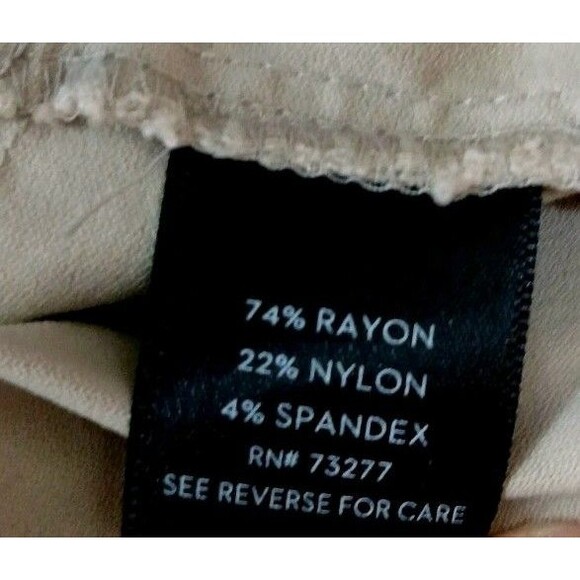 74% RAYON
22% NYLON
4% SPANDEX
RN# 73277
SEE REVERSE FOR CARE